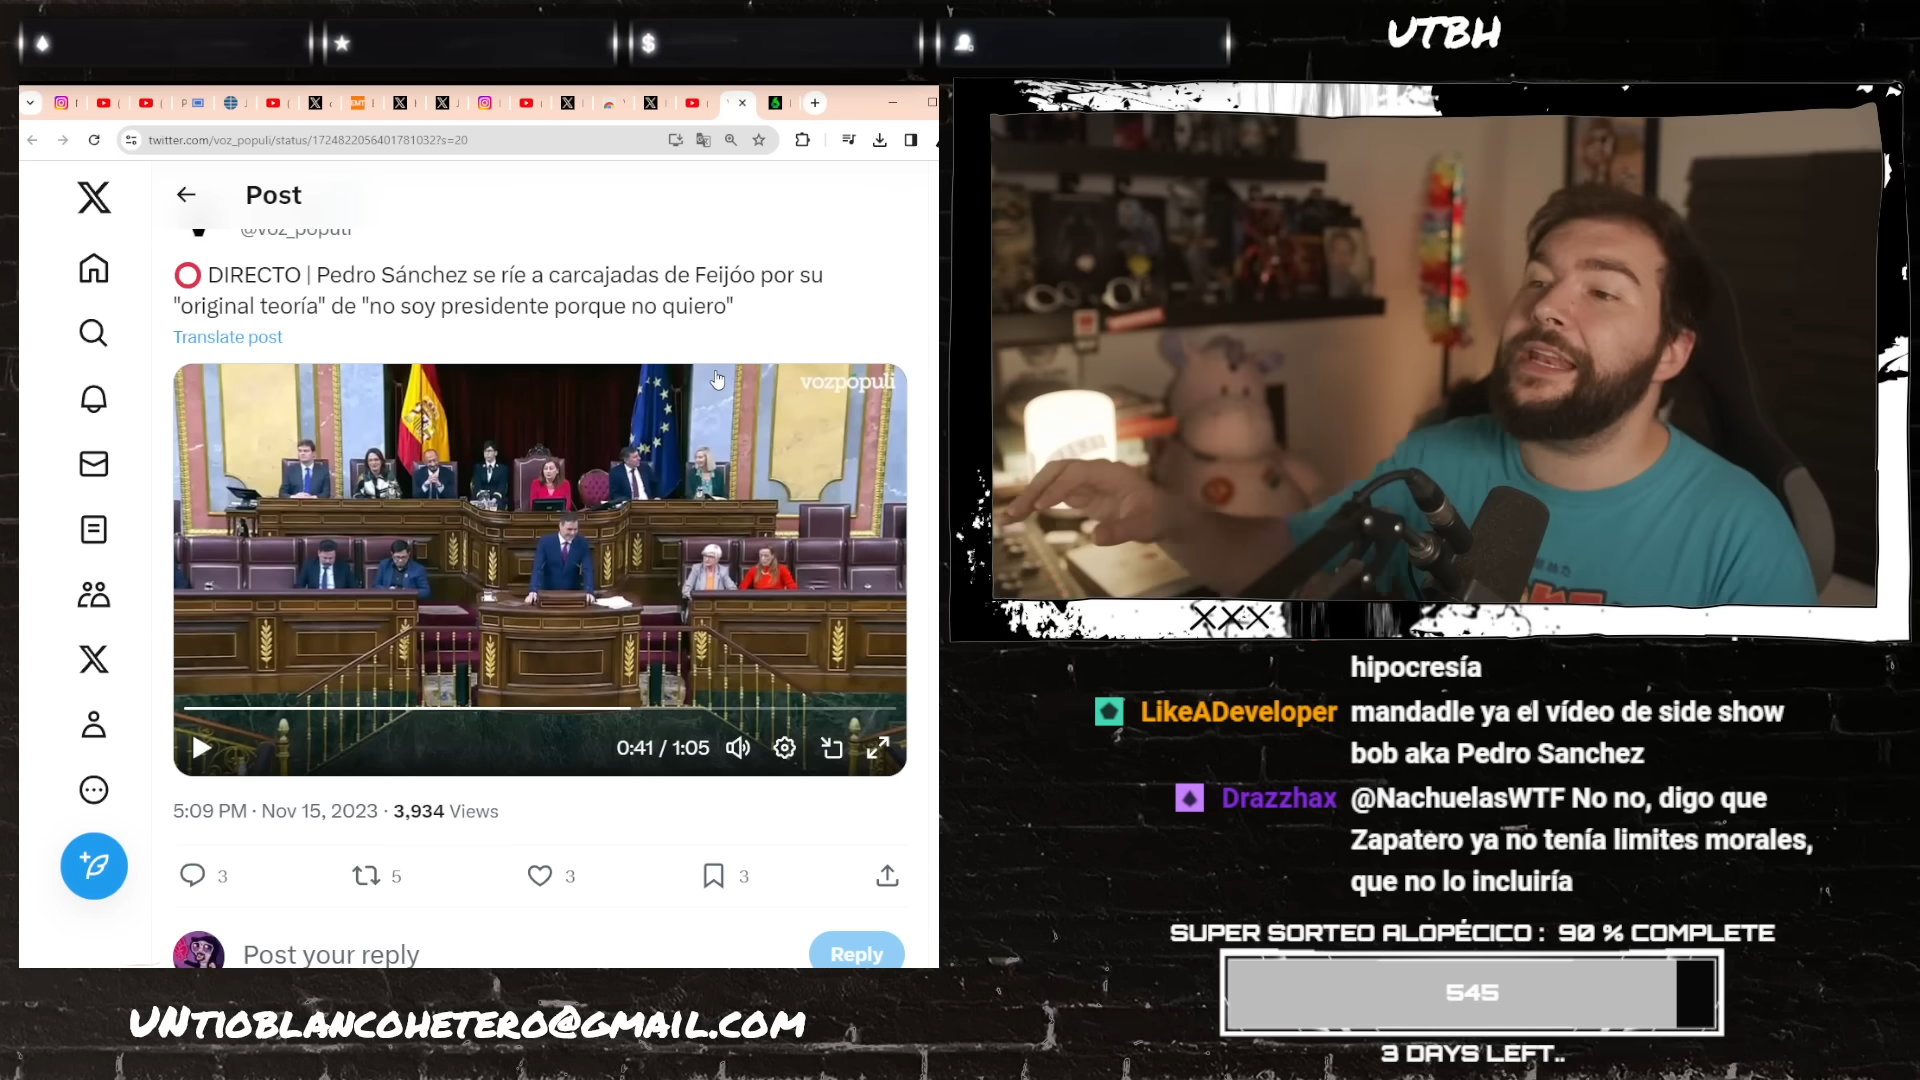 UTBH
twitter.com/voz_populi/status/1724822056401781032?s=20
Post
@voz_populi
DIRECTO | Pedro Sánchez se ríe a carcajadas de Feijóo por su
"original teoría" de "no soy presidente porque no quiero"
Translate post
vozpopuli
0:41 / 1:05
5:09 PM · Nov 15, 2023 · 3,934 Views
3
5
3
3
Post your reply
Reply
UNTIOBLANCOHETERO@GMAIL.COM
XXX
hipocresía
LikeADeveloper mandadle ya el vídeo de side show
bob aka Pedro Sanchez
Drazzhax @NachuelasWTF No no, digo que
Zapatero ya no tenía limites morales,
que no lo incluiría
SUPER SORTEO ALOPÉCICO : 90 % COMPLETE
545
3 DAYS LEFT..